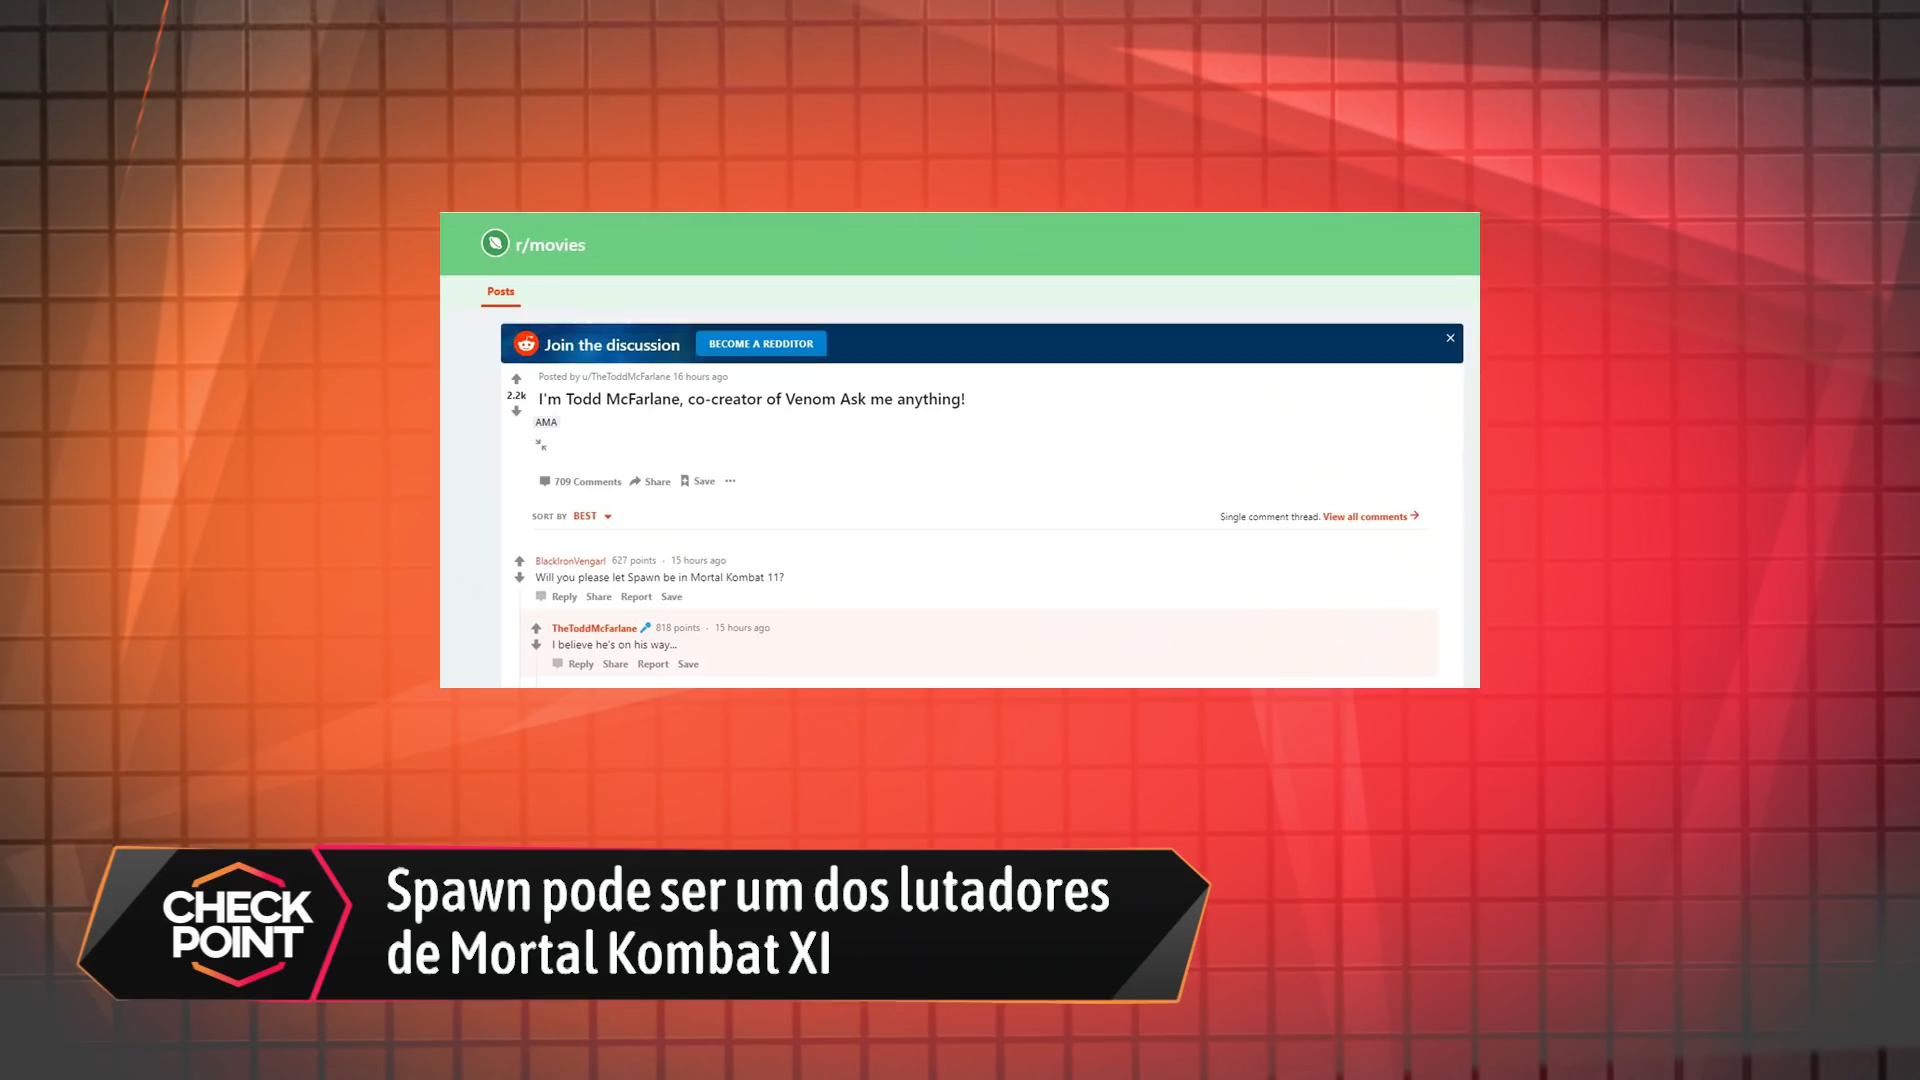 r/movies
Posts
Join the discussion BECOME A REDDITOR
Posted by u/TheToddMcFarlane 16 hours ago
2.2k
I'm Todd McFarlane, co-creator of Venom Ask me anything!
AMA
709 Comments Share Save
SORT BY BEST
Single comment thread. View all comments
BlackIronVengarl 627 points · 15 hours ago
Will you please let Spawn be in Mortal Kombat 11?
Reply Share Report Save
TheToddMcFarlane 818 points · 15 hours ago
I believe he's on his way...
Reply Share Report Save
CHECK
POINT
Spawn pode ser um dos lutadores
de Mortal Kombat XI